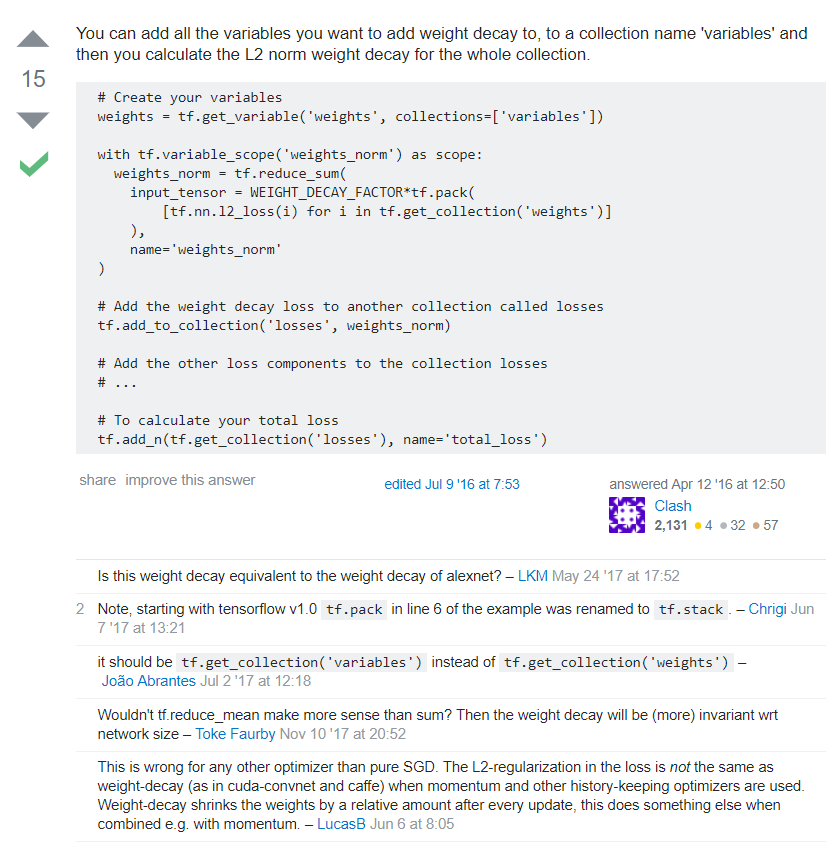 You can add all the variables you want to add weight decay to, to a collection name 'variables' and
then you calculate the L2 norm weight decay for the whole collection.
15
# Create your variables
weights = tf.get_variable('weights', collections=['variables'])
with tf.variable_scope('weights_norm') as scope:
  weights_norm = tf.reduce_sum(
    input_tensor = WEIGHT_DECAY_FACTOR*tf.pack(
        [tf.nn.l2_loss(i) for i in tf.get_collection('weights')]
    ),
    name='weights_norm'
)
# Add the weight decay loss to another collection called losses
tf.add_to_collection('losses', weights_norm)
# Add the other loss components to the collection losses
# ...
# To calculate your total loss
tf.add_n(tf.get_collection('losses'), name='total_loss')
share improve this answer
edited Jul 9 '16 at 7:53
answered Apr 12 '16 at 12:50
Clash
2,131 ● 4 ● 32 ● 57
Is this weight decay equivalent to the weight decay of alexnet? – LKM May 24 '17 at 17:52
2 Note, starting with tensorflow v1.0 tf.pack in line 6 of the example was renamed to tf.stack . – Chrigi Jun
7 '17 at 13:21
it should be tf.get_collection('variables') instead of tf.get_collection('weights') –
João Abrantes Jul 2 '17 at 12:18
Wouldn't tf.reduce_mean make more sense than sum? Then the weight decay will be (more) invariant wrt
network size – Toke Faurby Nov 10 '17 at 20:52
This is wrong for any other optimizer than pure SGD. The L2-regularization in the loss is not the same as
weight-decay (as in cuda-convnet and caffe) when momentum and other history-keeping optimizers are used.
Weight-decay shrinks the weights by a relative amount after every update, this does something else when
combined e.g. with momentum. – LucasB Jun 6 at 8:05